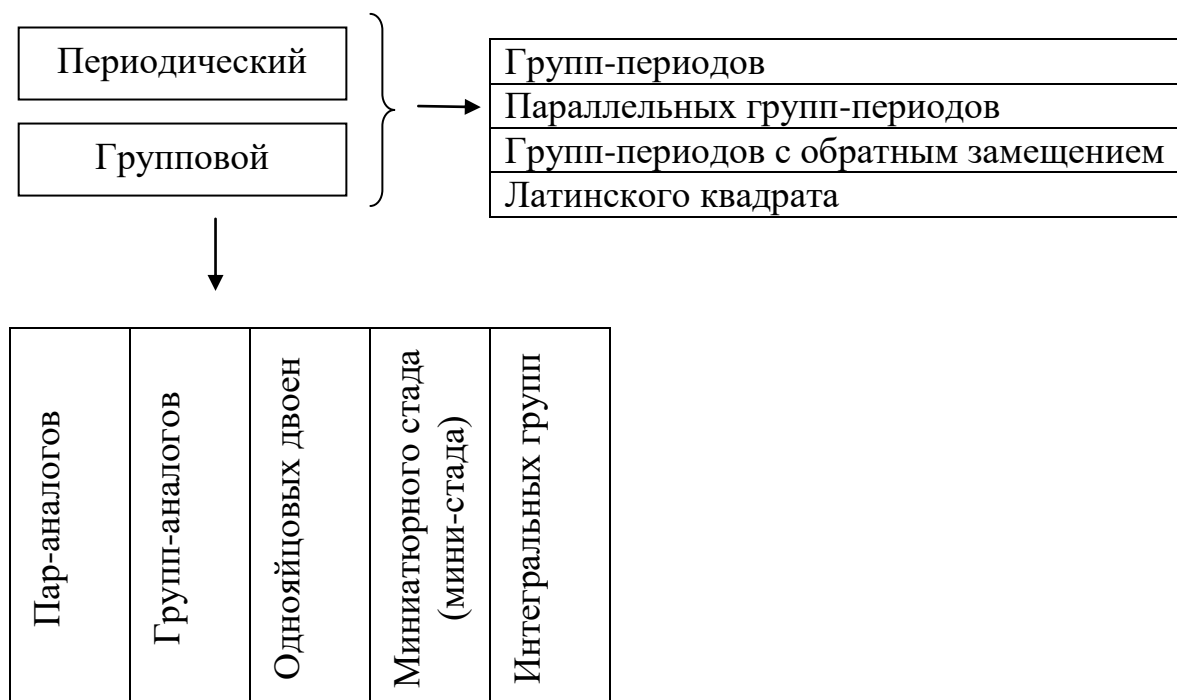 Периодический
Групповой
Групп-периодов
Параллельных групп-периодов
Групп-периодов с обратным замещением
Латинского квадрата
Пар-аналогов
Групп-аналогов
Однояйцовых двоен
Миниатюрного стада
(мини-стада)
Интегральных групп